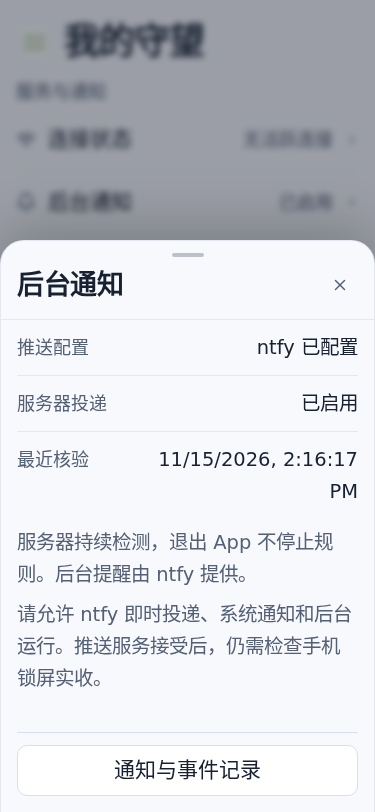 我的守望
服务与通知
连接状态
无活跃连接
后台通知
已启用
后台通知
推送配置
ntfy 已配置
服务器投递
已启用
最近核验
11/15/2026, 2:16:17
PM
服务器持续检测，退出 App 不停止规
则。后台提醒由 ntfy 提供。
请允许 ntfy 即时投递、系统通知和后台
运行。推送服务接受后，仍需检查手机
锁屏实收。
通知与事件记录